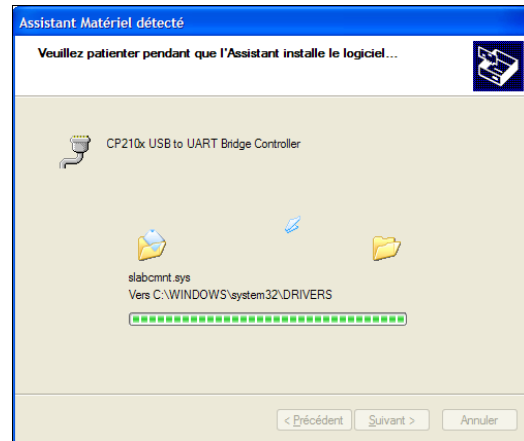 Assistant Matériel détecté
Veuillez patienter pendant que l'Assistant installe le logiciel...
CP210x USB to UART Bridge Controller
slabcmnt.sys
Vers C:\WINDOWS\system32\DRIVERS
< Précédent Suivant > Annuler